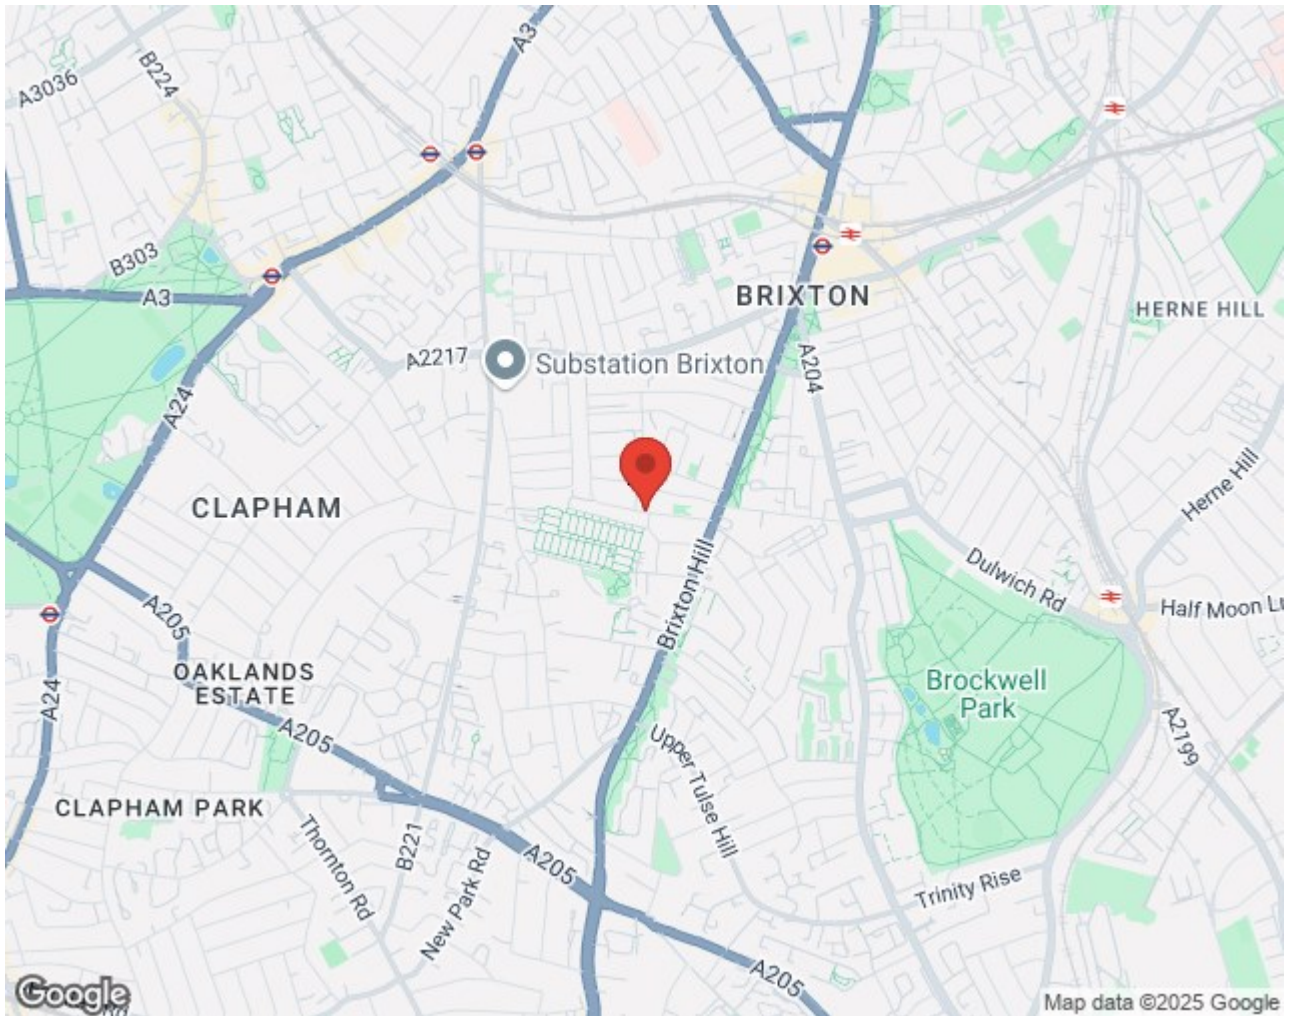 A3
A3036
B224
B303
A3
BRIXTON
HERNE HILL
A2217
Substation Brixton
A204
A24
CLAPHAM
Herne Hill
Brixton Hill
Dulwich Rd
A205
Half Moon
OAKLANDS
ESTATE
Brockwell
Park
A24
A205
A2199
Upper Tulse Hill
CLAPHAM PARK
Thornton Rd
B221
New Park Rd
A205
Trinity Rise
A205
Google
Map data ©2025 Google